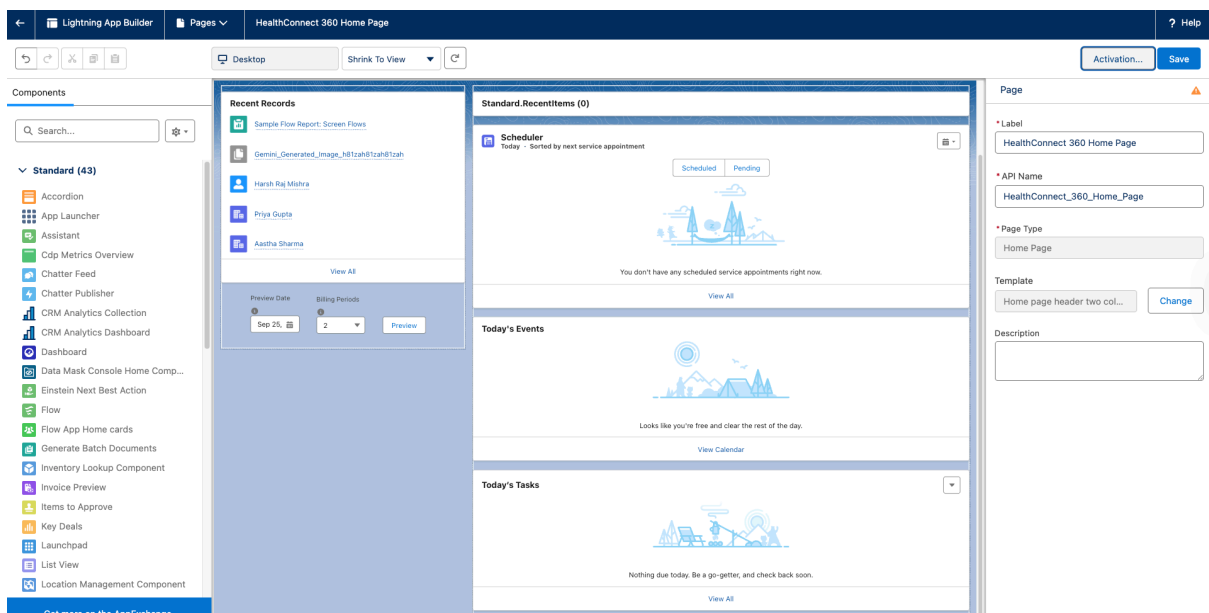 Lightning App Builder
Pages
HealthConnect 360 Home Page
? Help
Desktop
Shrink To View
Activation...
Save
Components
Search...
Standard (43)
Accordion
App Launcher
Assistant
Cdp Metrics Overview
Chatter Feed
Chatter Publisher
CRM Analytics Collection
CRM Analytics Dashboard
Dashboard
Data Mask Console Home Comp...
Einstein Next Best Action
Flow
Flow App Home cards
Generate Batch Documents
Inventory Lookup Component
Invoice Preview
Items to Approve
Key Deals
Launchpad
List View
Location Management Component
Get more on the AppExchange
Recent Records
Sample Flow Report: Screen Flows
Gemini_Generated_Image_h81zah81zah81zah
Harsh Raj Mishra
Priya Gupta
Aastha Sharma
View All
Preview Date
Billing Periods
Sep 25,
2
Preview
Standard.RecentItems (0)
Scheduler
Today · Sorted by next service appointment
Scheduled
Pending
You don't have any scheduled service appointments right now.
View All
Today's Events
Looks like you're free and clear the rest of the day.
View Calendar
Today's Tasks
Nothing due today. Be a go-getter, and check back soon.
View All
Page
*Label
HealthConnect 360 Home Page
*API Name
HealthConnect_360_Home_Page
*Page Type
Home Page
Template
Home page header two col...
Change
Description